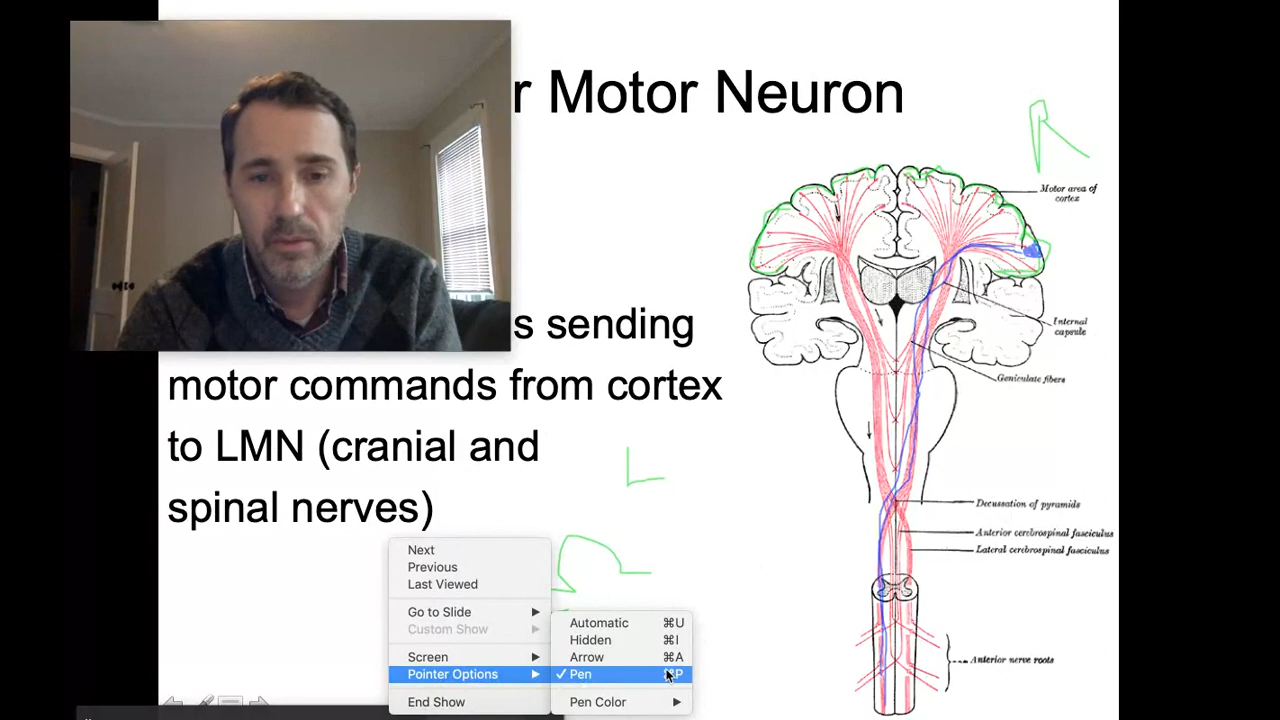 r Motor Neuron
R
Motor area of
cortex
s sending
Internal
capsule
motor commands from cortex
Geniculate fibers
to LMN (cranial and
L
spinal nerves)
Decussation of pyramids
Anterior cerebrospinal fasciculus
Lateral cerebrospinal fasciculus
Next
Previous
Last Viewed
Go to Slide
Custom Show
Screen
Pointer Options
End Show
Automatic ⌘U
Hidden ⌘I
Arrow ⌘A
✓ Pen ⌘P
Pen Color
Anterior nerve roots